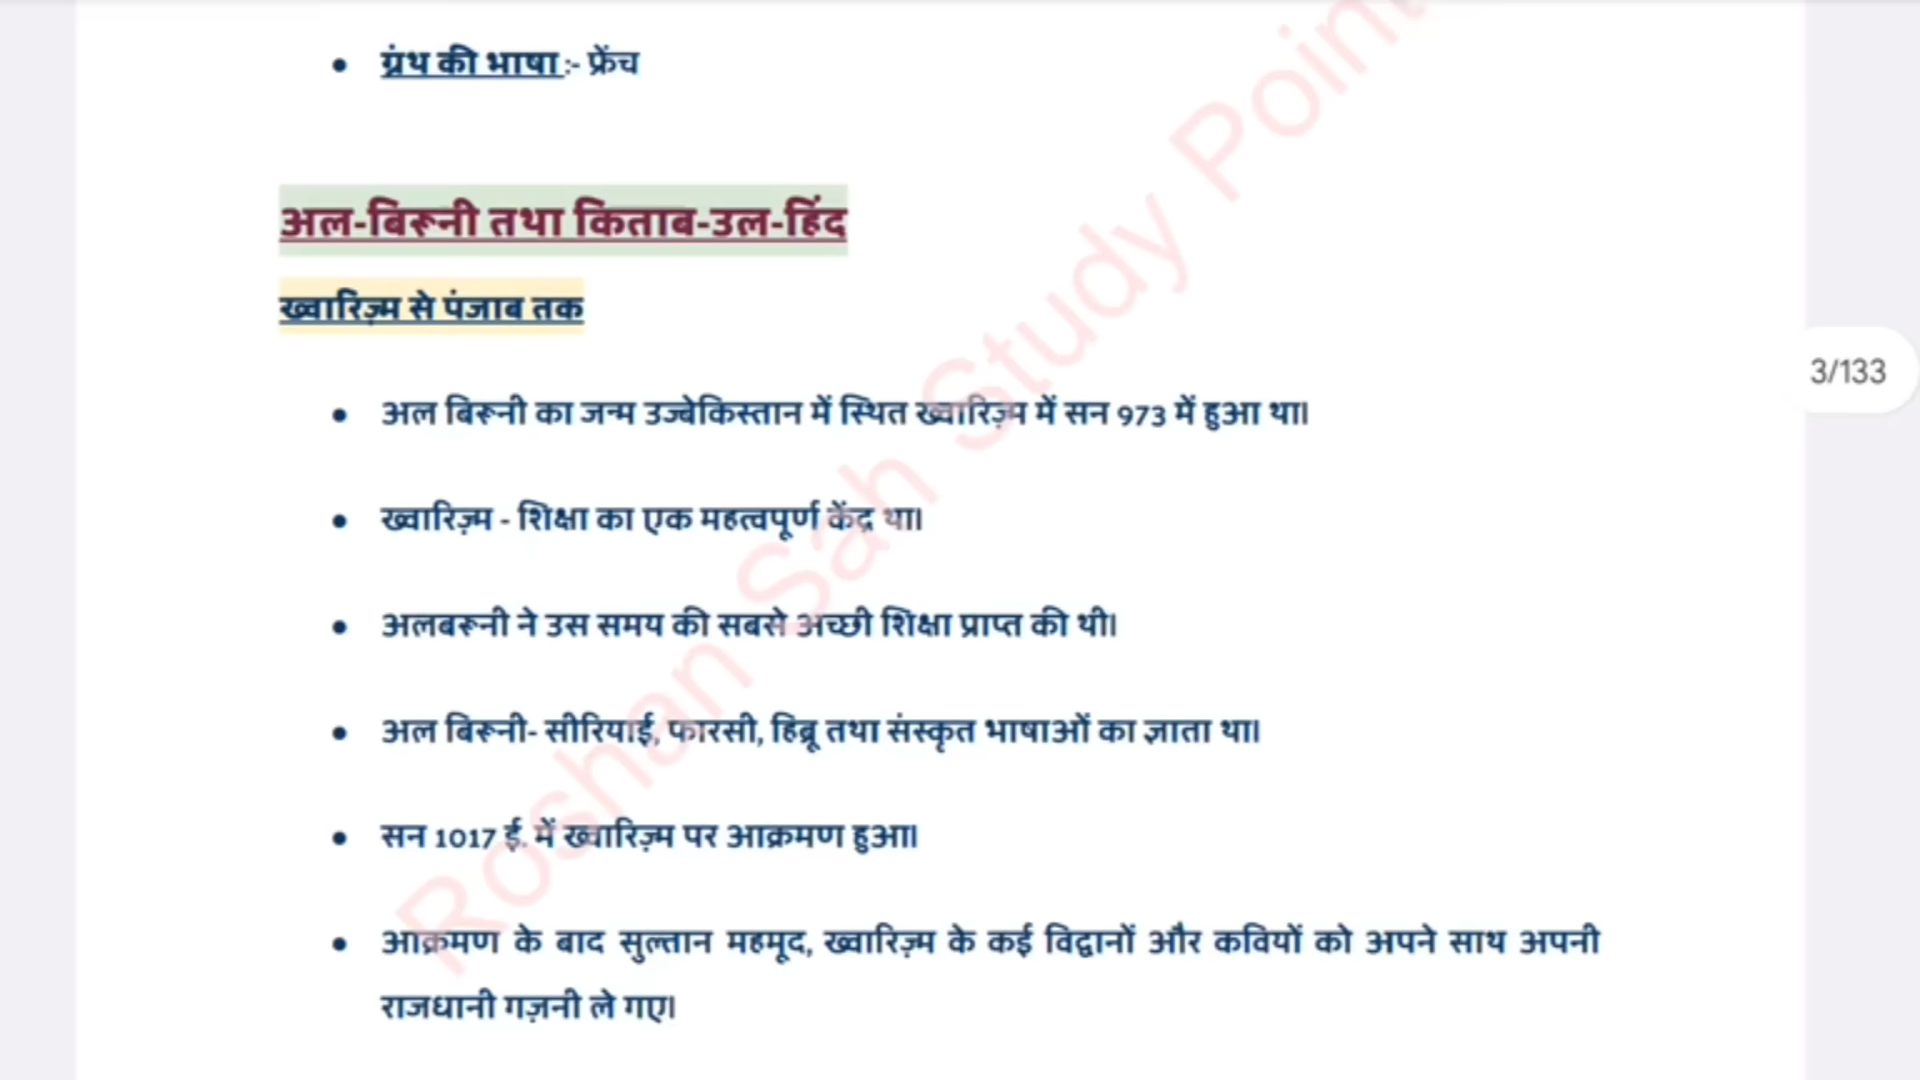 • ग्रंथ की भाषा :- फ्रेंच
अल-बिरूनी तथा किताब-उल-हिंद
ख्वारिज़्म से पंजाब तक
3/133
• अल बिरूनी का जन्म उज्बेकिस्तान में स्थित ख्वारिज़्म में सन 973 में हुआ था।
• ख्वारिज़्म - शिक्षा का एक महत्वपूर्ण केंद्र था।
• अलबरूनी ने उस समय की सबसे अच्छी शिक्षा प्राप्त की थी।
• अल बिरूनी- सीरियाई, फारसी, हिब्रू तथा संस्कृत भाषाओं का ज्ञाता था।
• सन 1017 ई. में ख्वारिज़्म पर आक्रमण हुआ।
• आक्रमण के बाद सुल्तान महमूद, ख्वारिज़्म के कई विद्वानों और कवियों को अपने साथ अपनी
राजधानी गज़नी ले गए।
Roshan Sah Study Point